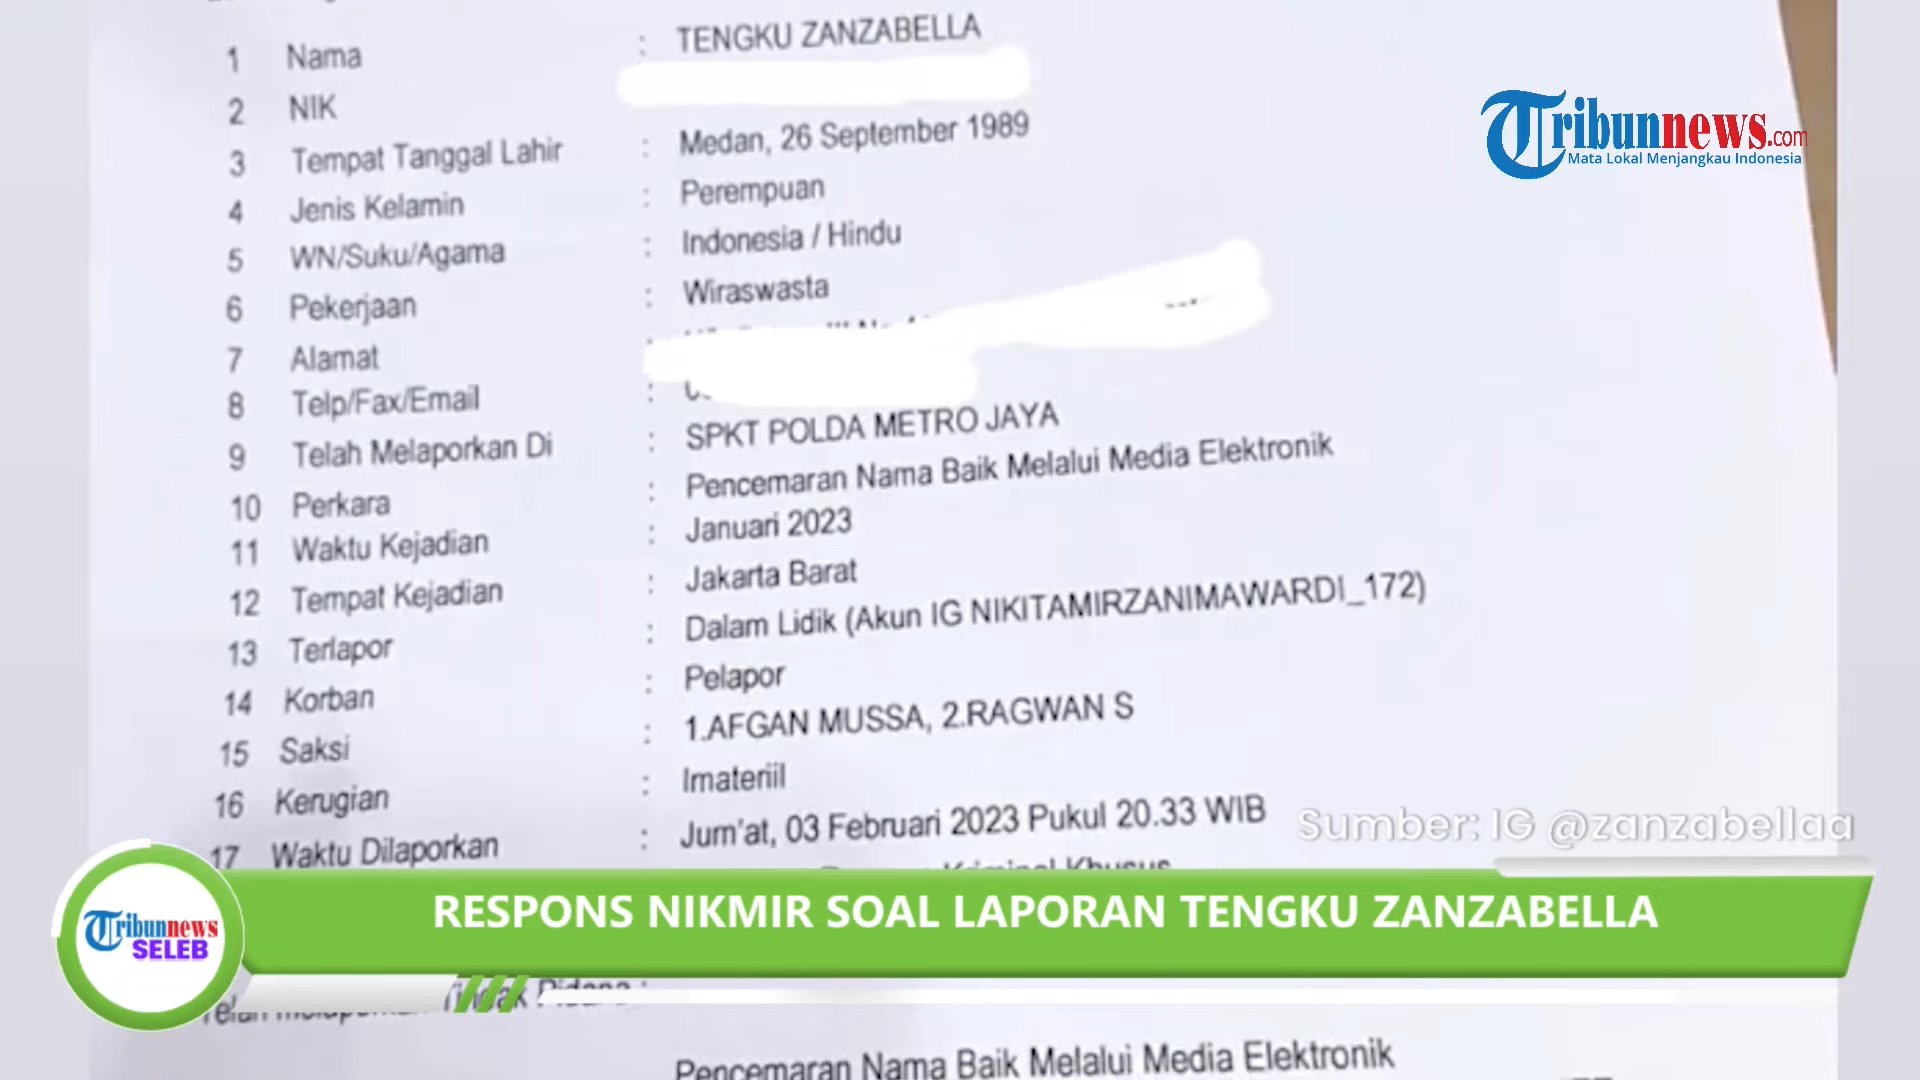 1 Nama : TENGKU ZANZABELLA
2 NIK
3 Tempat Tanggal Lahir : Medan, 26 September 1989
4 Jenis Kelamin : Perempuan
5 WN/Suku/Agama : Indonesia / Hindu
6 Pekerjaan : Wiraswasta
7 Alamat :
8 Telp/Fax/Email :
9 Telah Melaporkan Di : SPKT POLDA METRO JAYA
10 Perkara : Pencemaran Nama Baik Melalui Media Elektronik
11 Waktu Kejadian : Januari 2023
12 Tempat Kejadian : Jakarta Barat
13 Terlapor : Dalam Lidik (Akun IG NIKITAMIRZANIMAWARDI_172)
14 Korban : Pelapor
15 Saksi : 1.AFGAN MUSSA, 2.RAGWAN S
16 Kerugian : Imateriil
17 Waktu Dilaporkan : Jum'at, 03 Februari 2023 Pukul 20.33 WIB
Kriminal Khusus
Tribunnews.com
Mata Lokal Menjangkau Indonesia
Sumber: IG @zanzabellaa
Tribunnews
SELEB
RESPONS NIKMIR SOAL LAPORAN TENGKU ZANZABELLA
Pidana :
Pencemaran Nama Baik Melalui Media Elektronik